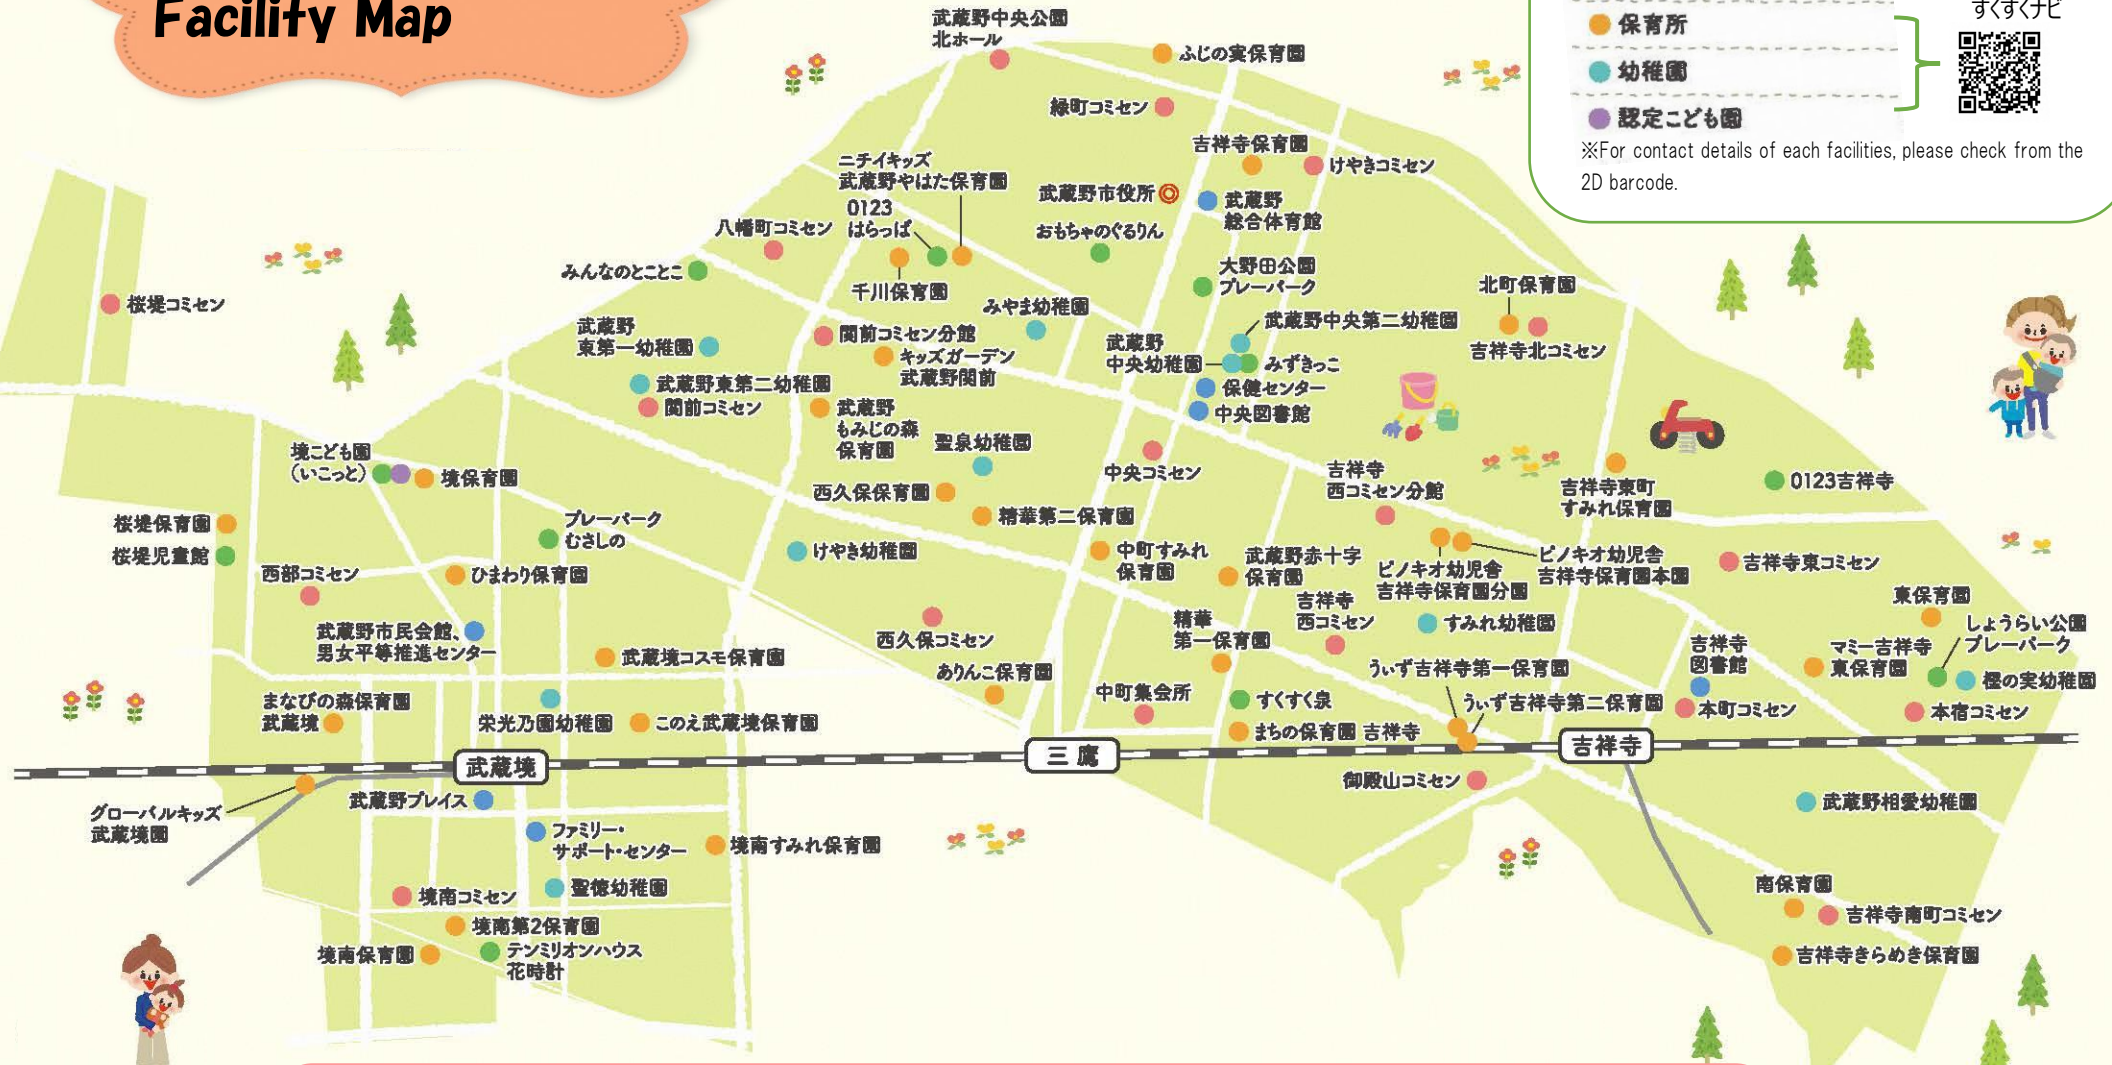 Facility Map
すくすくナビ
保育所
幼稚園
認定こども園
※For contact details of each facilities, please check from the
2D barcode.
武蔵野中央公園
北ホール
ふじの実保育園
緑町コミセン
吉祥寺保育園
けやきコミセン
ニチイキッズ
武蔵野やはた保育園
武蔵野市役所
武蔵野
総合体育館
0123
はらっぱ
八幡町コミセン
おもちゃのぐるりん
みんなのとことこ
大野田公園
プレーパーク
千川保育園
北町保育園
桜堤コミセン
みやま幼稚園
武蔵野
東第一幼稚園
関前コミセン分館
武蔵野中央第二幼稚園
武蔵野
中央幼稚園
みずきっこ
吉祥寺北コミセン
キッズガーデン
武蔵野関前
武蔵野東第二幼稚園
保健センター
関前コミセン
武蔵野
もみじの森
保育園
中央図書館
聖泉幼稚園
境こども園
(いこっと)
境保育園
中央コミセン
吉祥寺
西コミセン分館
吉祥寺東町
すみれ保育園
0123吉祥寺
西久保保育園
精華第二保育園
桜堤保育園
プレーパーク
むさしの
桜堤児童館
けやき幼稚園
中町すみれ
保育園
武蔵野赤十字
保育園
ピノキオ幼児舎
吉祥寺保育園分園
ピノキオ幼児舎
吉祥寺保育園本園
吉祥寺東コミセン
西部コミセン
ひまわり保育園
東保育園
吉祥寺
西コミセン
すみれ幼稚園
しょうらい公園
プレーパーク
武蔵野市民会館、
男女平等推進センター
西久保コミセン
精華
第一保育園
吉祥寺
図書館
マミー吉祥寺
東保育園
武蔵境コスモ保育園
ありんこ保育園
うぃず吉祥寺第一保育園
樫の実幼稚園
まなびの森保育園
武蔵境
中町集会所
すくすく泉
うぃず吉祥寺第二保育園
本町コミセン
本宿コミセン
栄光乃園幼稚園
このえ武蔵境保育園
まちの保育園 吉祥寺
武蔵境
三鷹
吉祥寺
御殿山コミセン
グローバルキッズ
武蔵境園
武蔵野プレイス
武蔵野相愛幼稚園
ファミリー・
サポート・センター
境南すみれ保育園
境南コミセン
聖徳幼稚園
南保育園
吉祥寺南町コミセン
境南第2保育園
境南保育園
テンミリオンハウス
花時計
吉祥寺きらめき保育園